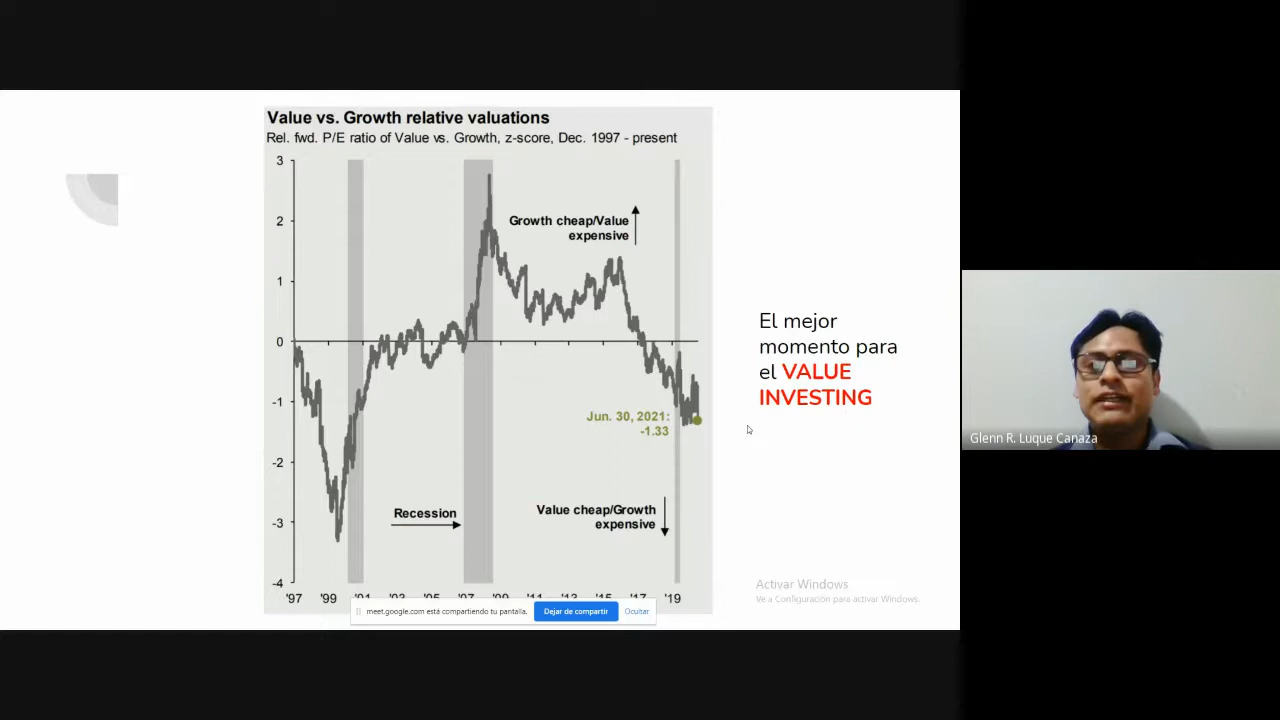 Value vs. Growth relative valuations
Rel. fwd. P/E ratio of Value vs. Growth, z-score, Dec. 1997 - present
3
2
1
0
-1
-2
-3
-4
Growth cheap/Value
expensive
Jun. 30, 2021:
-1.33
Recession
Value cheap/Growth
expensive
'97 '99 '01 '03 '05 '07 '09 '11 '13 '15 '17 '19
El mejor
momento para
el VALUE
INVESTING
Glenn R. Luque Canaza
Activar Windows
Ve a Configuración para activar Windows.
meet.google.com está compartiendo tu pantalla. Dejar de compartir Ocultar